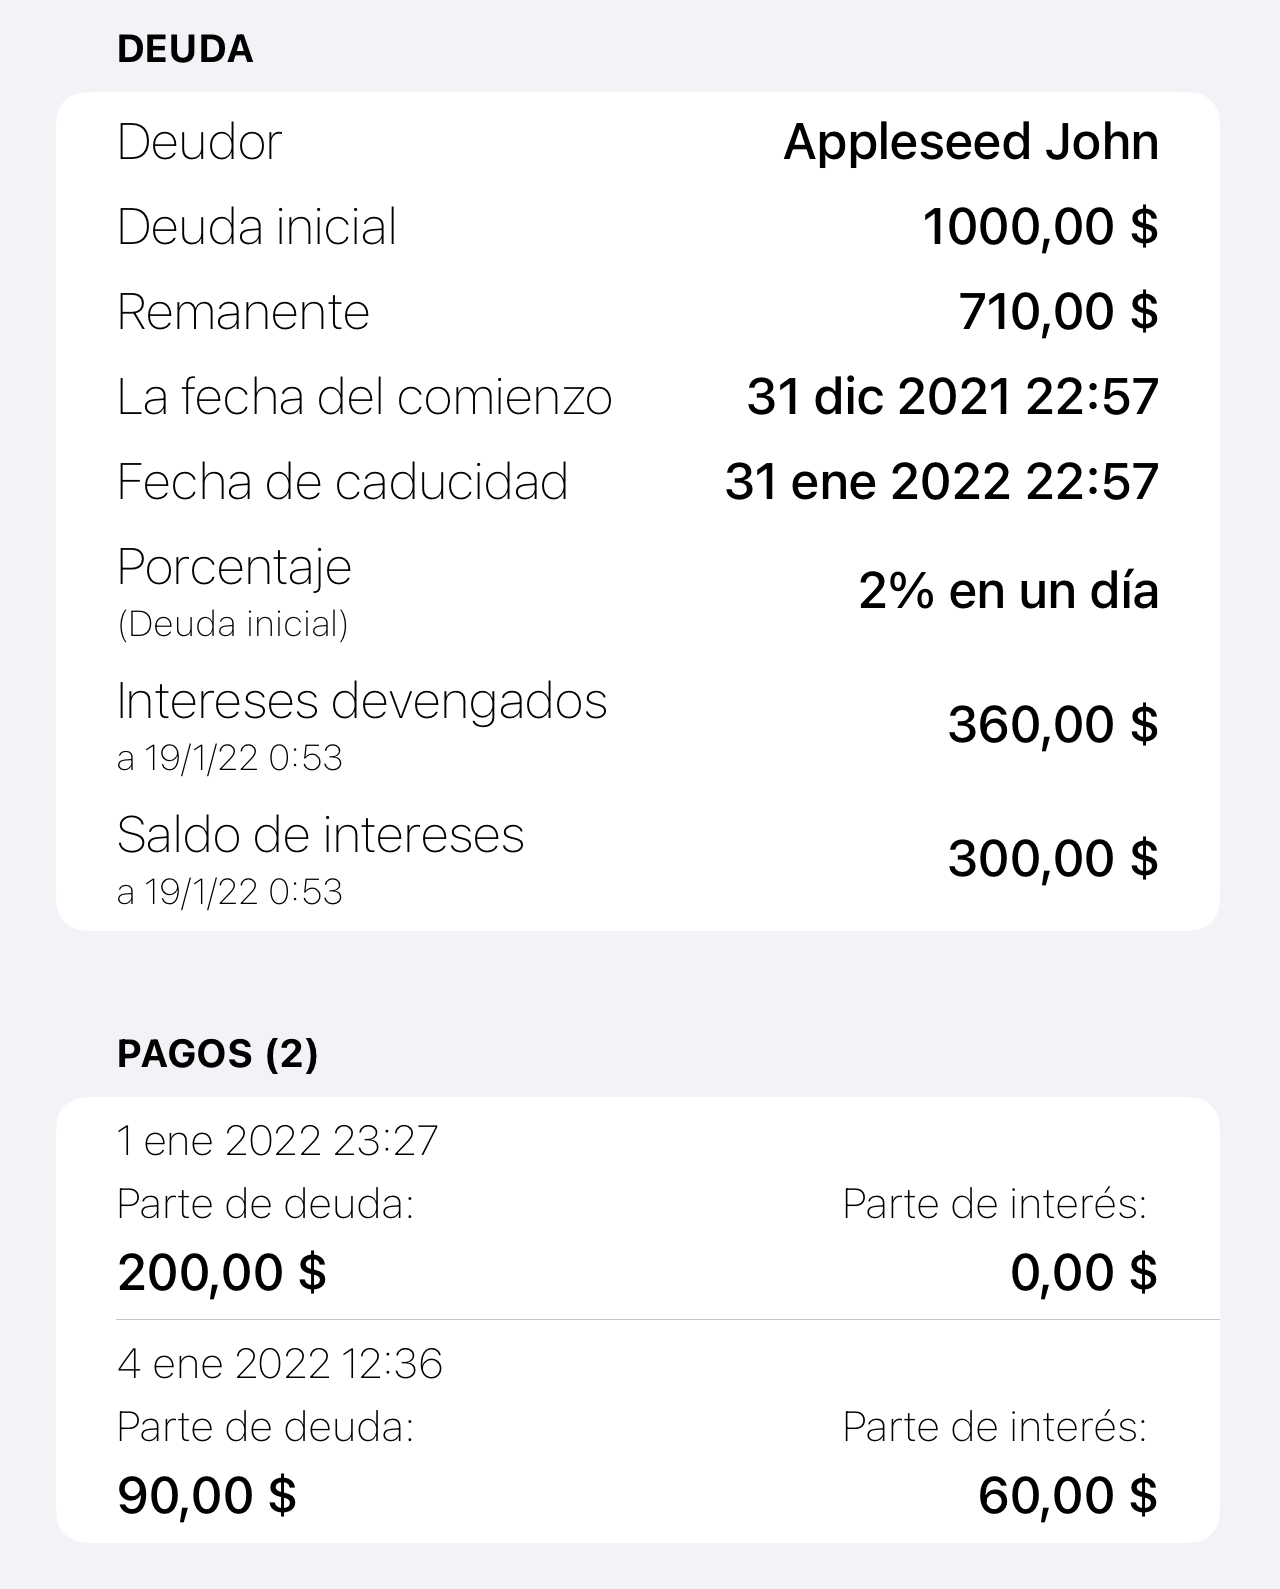 DEUDA
Deudor Appleseed John
Deuda inicial 1000,00 $
Remanente 710,00 $
La fecha del comienzo 31 dic 2021 22:57
Fecha de caducidad 31 ene 2022 22:57
Porcentaje 2% en un día
(Deuda inicial)
Intereses devengados 360,00 $
a 19/1/22 0:53
Saldo de intereses 300,00 $
a 19/1/22 0:53
PAGOS (2)
1 ene 2022 23:27
Parte de deuda: Parte de interés:
200,00 $ 0,00 $
4 ene 2022 12:36
Parte de deuda: Parte de interés:
90,00 $ 60,00 $